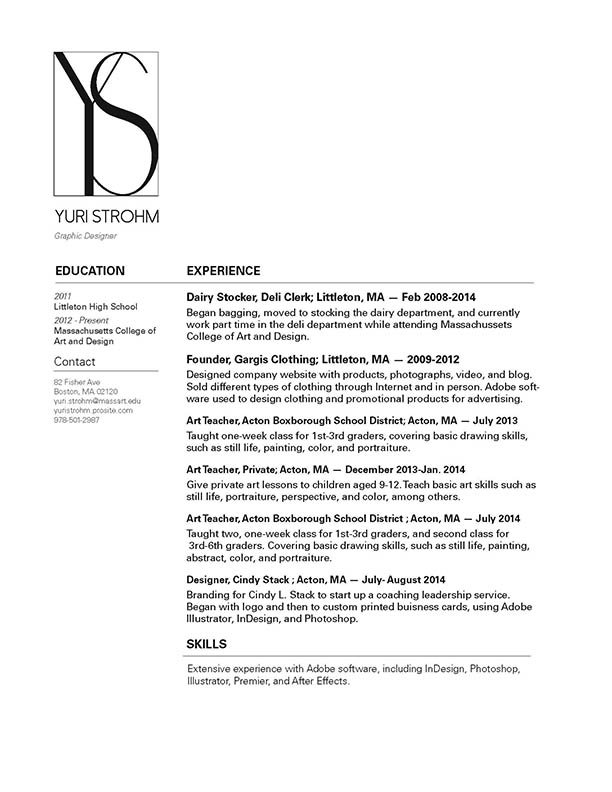 YS
YURI STROHM
Graphic Designer
EDUCATION
2011
Littleton High School
2012 - Present
Massachusetts College of
Art and Design
Contact
82 Fisher Ave
Boston, MA 02120
yuri.strohm@massart.edu
yuristrohm.prosite.com
978-501-2987
EXPERIENCE
Dairy Stocker, Deli Clerk; Littleton, MA — Feb 2008-2014
Began bagging, moved to stocking the dairy department, and currently
work part time in the deli department while attending Massachussets
College of Art and Design.
Founder, Gargis Clothing; Littleton, MA — 2009-2012
Designed company website with products, photographs, video, and blog.
Sold different types of clothing through Internet and in person. Adobe soft-
ware used to design clothing and promotional products for advertising.
Art Teacher, Acton Boxborough School District; Acton, MA — July 2013
Taught one-week class for 1st-3rd graders, covering basic drawing skills,
such as still life, painting, color, and portraiture.
Art Teacher, Private; Acton, MA — December 2013-Jan. 2014
Give private art lessons to children aged 9-12. Teach basic art skills such as
still life, portraiture, perspective, and color, among others.
Art Teacher, Acton Boxborough School District ; Acton, MA — July 2014
Taught two, one-week class for 1st-3rd graders, and second class for
3rd-6th graders. Covering basic drawing skills, such as still life, painting,
abstract, color, and portraiture.
Designer, Cindy Stack ; Acton, MA — July- August 2014
Branding for Cindy L. Stack to start up a coaching leadership service.
Began with logo and then to custom printed buisness cards, using Adobe
Illustrator, InDesign, and Photoshop.
SKILLS
Extensive experience with Adobe software, including InDesign, Photoshop,
Illustrator, Premier, and After Effects.